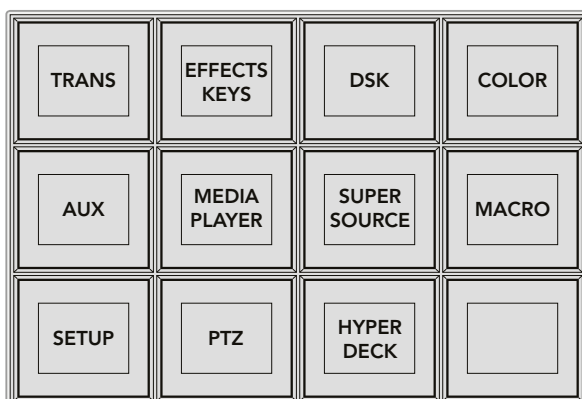 TRANS
EFFECTS
KEYS
DSK
COLOR
AUX
MEDIA
PLAYER
SUPER
SOURCE
MACRO
SETUP
PTZ
HYPER
DECK